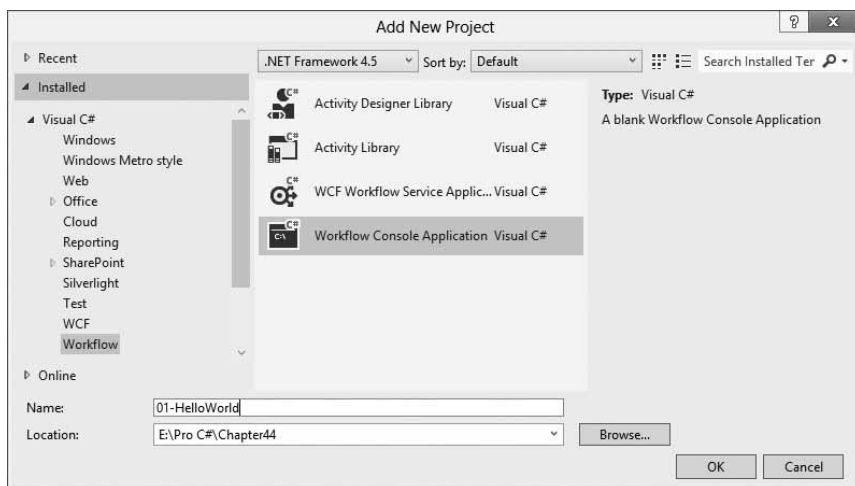 Add New Project
? x
Recent
.NET Framework 4.5 Sort by: Default Search Installed Ter
Installed
Visual C#
Windows
Windows Metro style
Web
Office
Cloud
Reporting
SharePoint
Silverlight
Test
WCF
Workflow
Online
C# Activity Designer Library Visual C#
C# Activity Library Visual C#
C# WCF Workflow Service Applic... Visual C#
C# C:\ Workflow Console Application Visual C#
Type: Visual C#
A blank Workflow Console Application
Name: 01-HelloWorld
Location: E:\Pro C#\Chapter44 Browse...
OK Cancel